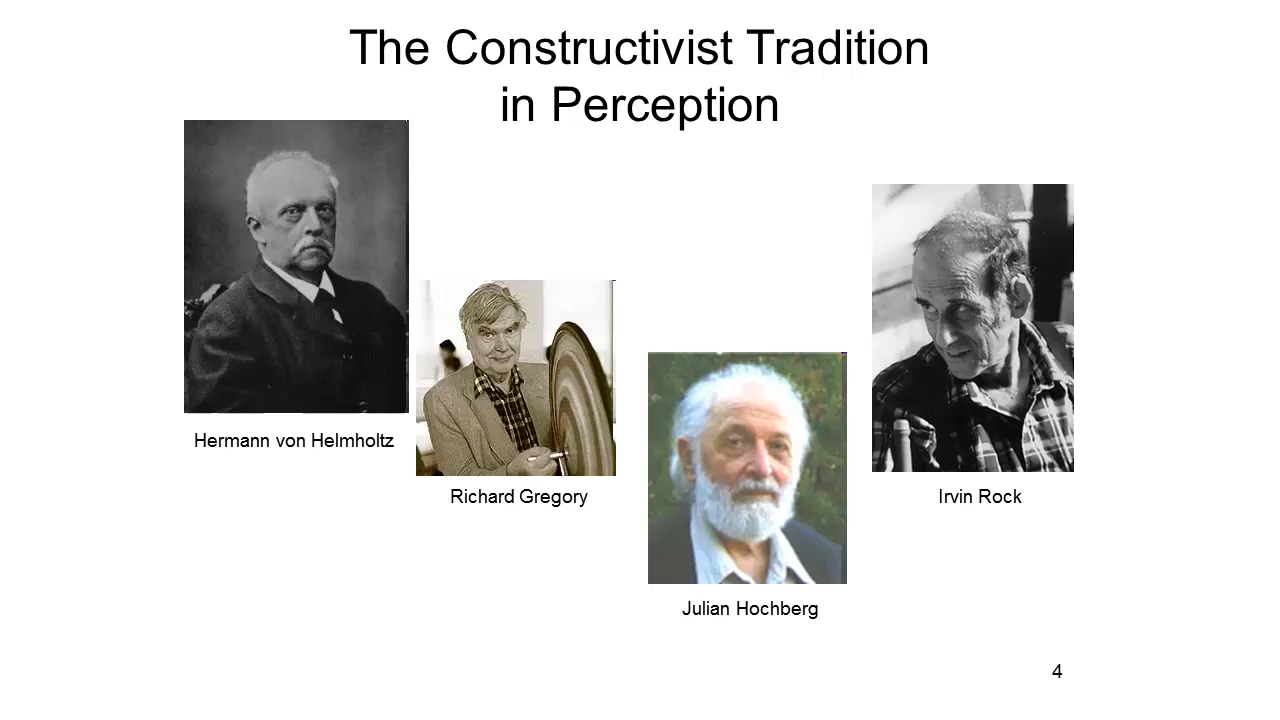 The Constructivist Tradition
in Perception
Hermann von Helmholtz
Richard Gregory
Irvin Rock
Julian Hochberg
4